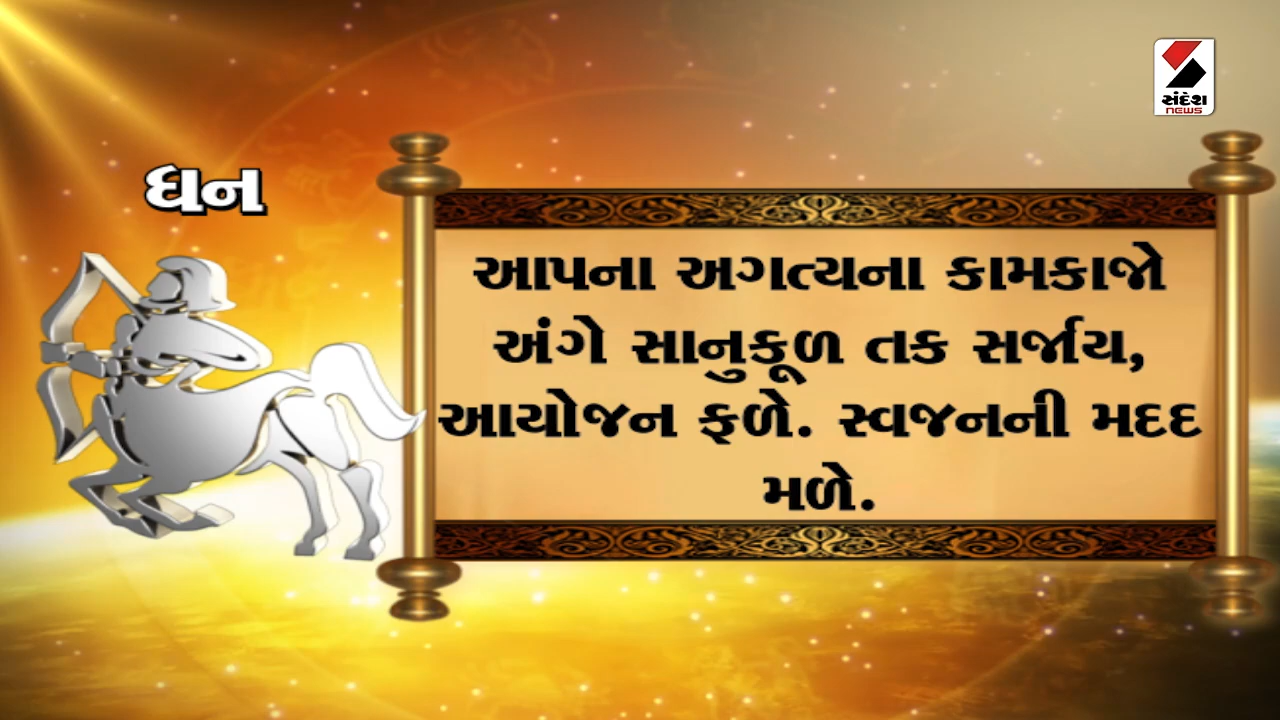 સંદેશ
NEWS
ધન
આપના અગત્યના કામકાજો
અંગે સાનુકૂળ તક સર્જાય,
આયોજન ફળે. સ્વજનની મદદ
મળે.